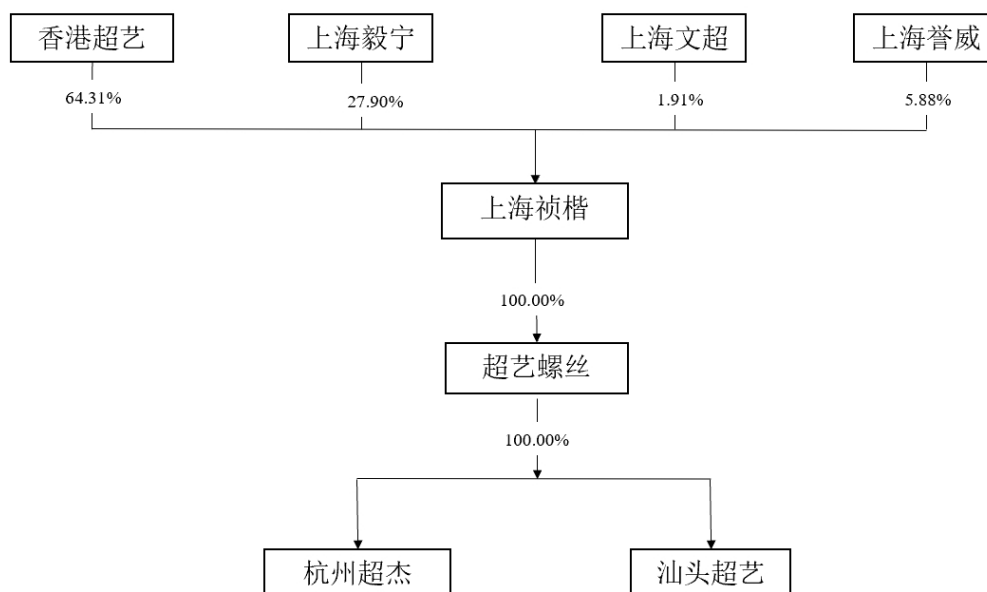 香港超艺
上海毅宁
上海文超
上海誉威
64.31%
27.90%
1.91%
5.88%
上海祯楷
100.00%
超艺螺丝
100.00%
杭州超杰
汕头超艺